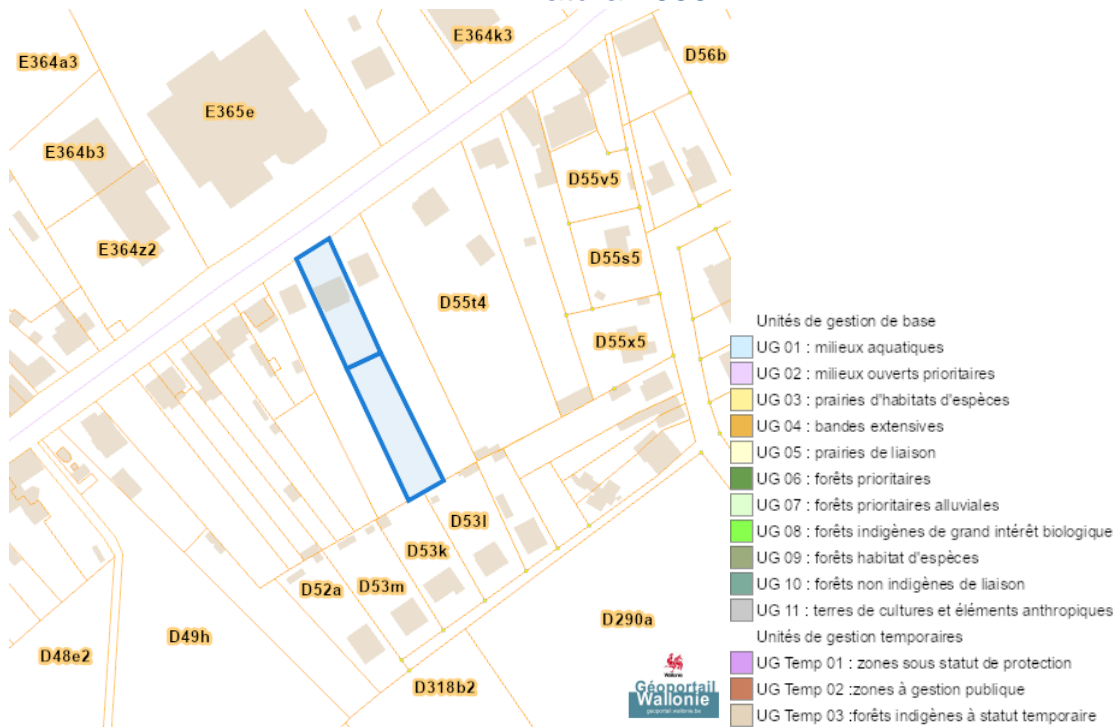 E364k3
E364a3
D56b
E365e
E364b3
D55v5
E364z2
D55s5
D55t4
D55x5
D53l
D53k
D52a
D53m
D290a
D49h
D48e2
D318b2
Wallonie
Géoportail
Wallonie
geoportail.wallonie.be
Unités de gestion de base
UG 01 : milieux aquatiques
UG 02 : milieux ouverts prioritaires
UG 03 : prairies d'habitats d'espèces
UG 04 : bandes extensives
UG 05 : prairies de liaison
UG 06 : forêts prioritaires
UG 07 : forêts prioritaires alluviales
UG 08 : forêts indigènes de grand intérêt biologique
UG 09 : forêts habitat d'espèces
UG 10 : forêts non indigènes de liaison
UG 11 : terres de cultures et éléments anthropiques
Unités de gestion temporaires
UG Temp 01 : zones sous statut de protection
UG Temp 02 :zones à gestion publique
UG Temp 03 :forêts indigènes à statut temporaire